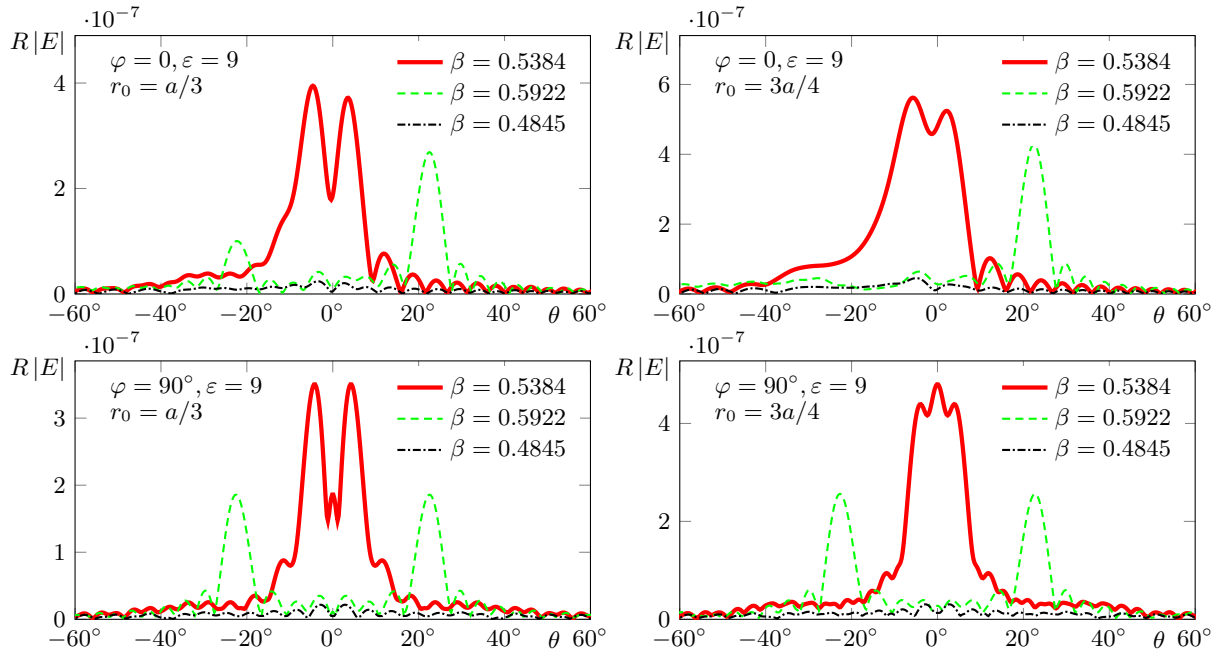 ·10⁻⁷
R |E|
φ = 0, ε = 9
r₀ = a/3
β = 0.5384
β = 0.5922
β = 0.4845
4
2
0
−60° −40° −20° 0° 20° 40° θ 60°
·10⁻⁷
R |E|
φ = 0, ε = 9
r₀ = 3a/4
β = 0.5384
β = 0.5922
β = 0.4845
6
4
2
0
−60° −40° −20° 0° 20° 40° θ 60°
·10⁻⁷
R |E|
φ = 90°, ε = 9
r₀ = a/3
β = 0.5384
β = 0.5922
β = 0.4845
3
2
1
0
−60° −40° −20° 0° 20° 40° θ 60°
·10⁻⁷
R |E|
φ = 90°, ε = 9
r₀ = 3a/4
β = 0.5384
β = 0.5922
β = 0.4845
4
2
0
−60° −40° −20° 0° 20° 40° θ 60°